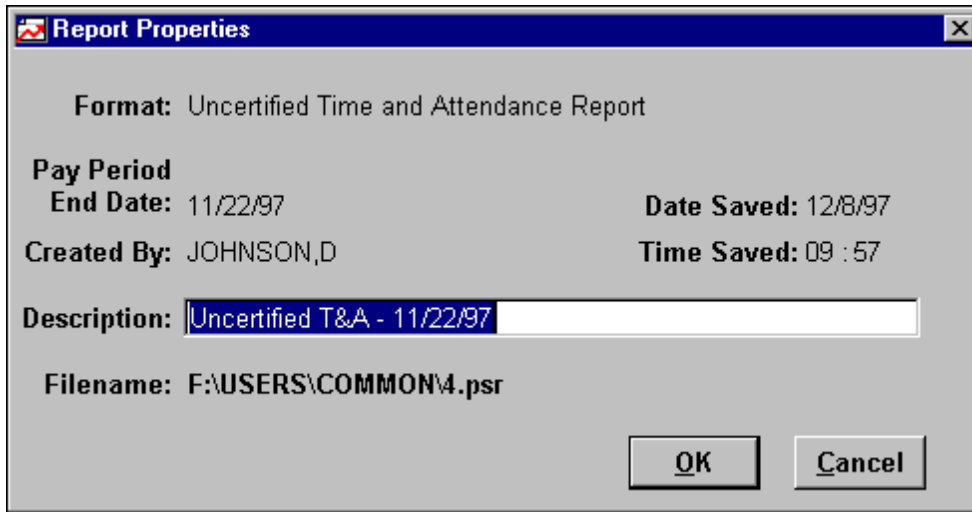 Report Properties
Format: Uncertified Time and Attendance Report
Pay Period
End Date: 11/22/97 Date Saved: 12/8/97
Created By: JOHNSON,D Time Saved: 09 : 57
Description: Uncertified T&A - 11/22/97
Filename: F:\USERS\COMMON\4.psr
OK Cancel